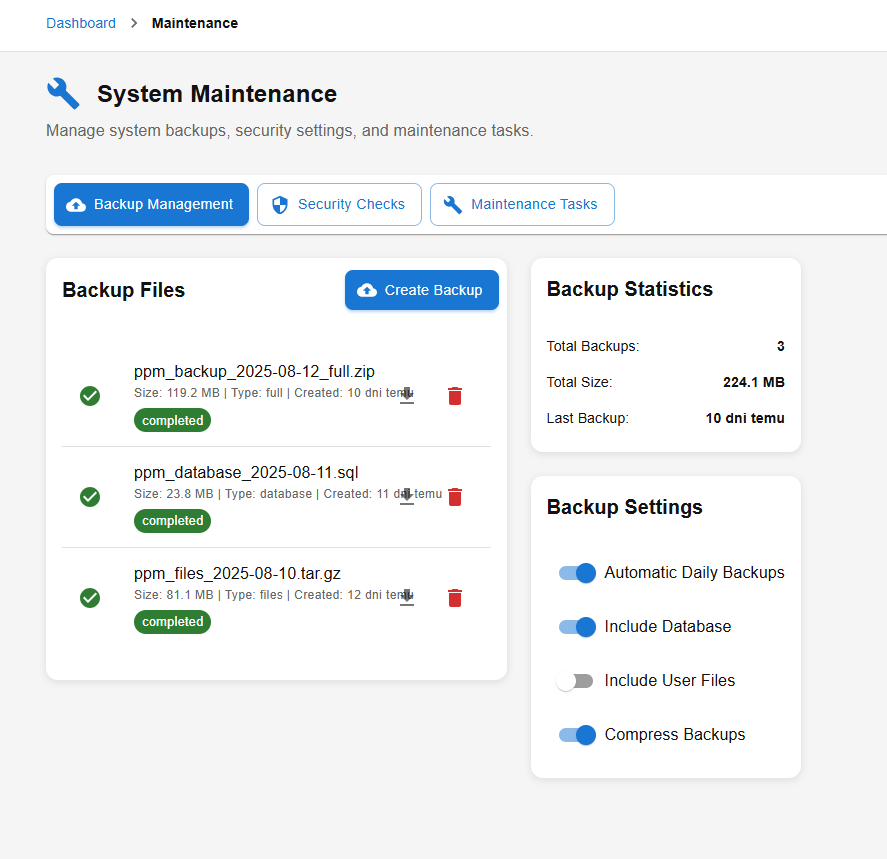 Dashboard > Maintenance
System Maintenance
Manage system backups, security settings, and maintenance tasks.
Backup Management Security Checks Maintenance Tasks
Backup Files
Create Backup
ppm_backup_2025-08-12_full.zip
Size: 119.2 MB | Type: full | Created: 10 dni temu
completed
ppm_database_2025-08-11.sql
Size: 23.8 MB | Type: database | Created: 11 dni temu
completed
ppm_files_2025-08-10.tar.gz
Size: 81.1 MB | Type: files | Created: 12 dni temu
completed
Backup Statistics
Total Backups: 3
Total Size: 224.1 MB
Last Backup: 10 dni temu
Backup Settings
Automatic Daily Backups
Include Database
Include User Files
Compress Backups